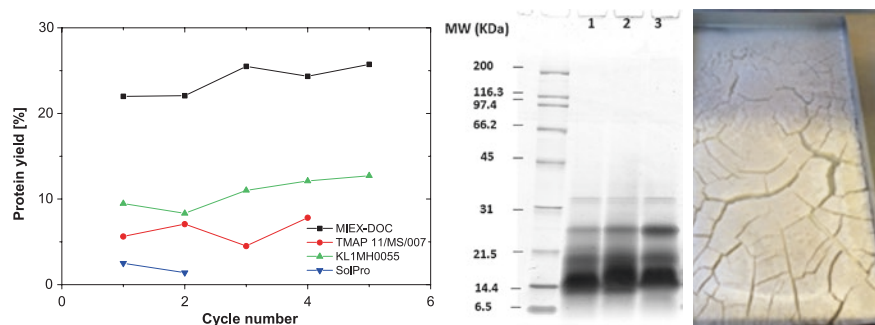 30
20
10
0
Protein yield [%]
0 2 4 6
Cycle number
MIEX-DOC
TMAP 11/MS/007
KL1MH0055
SolPro
MW (KDa)
1 2 3
200
116.3
97.4
66.2
45
31
21.5
14.4
6.5